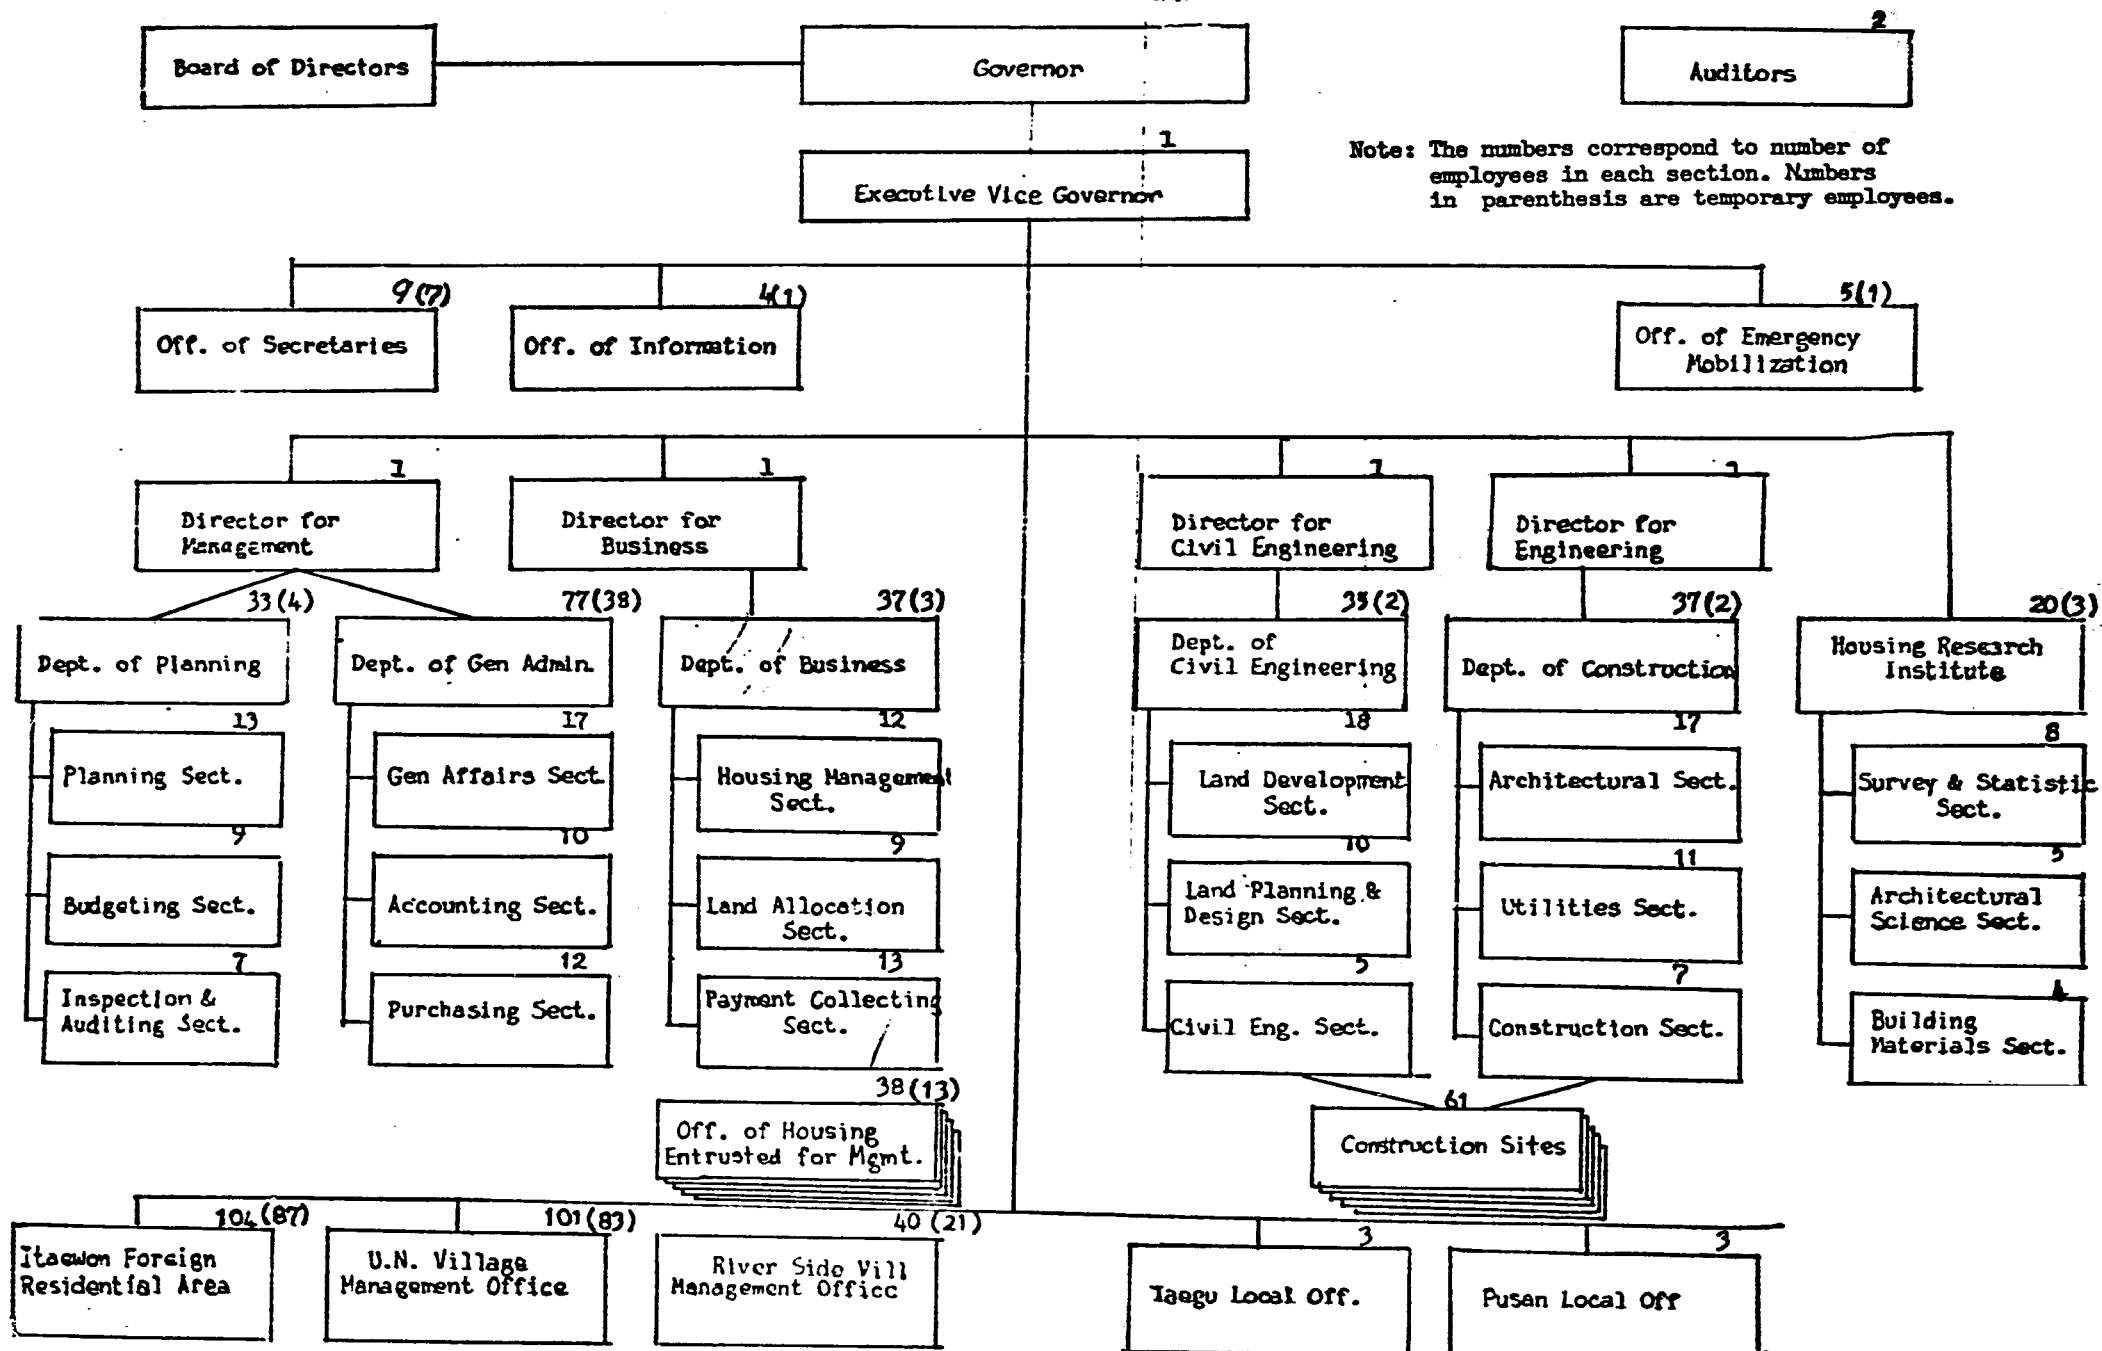 Board of Directors
Governor
2
Auditors
1
Executive Vice Governor
Note: The numbers correspond to number of
employees in each section. Numbers
in parenthesis are temporary employees.
9(7)
Off. of Secretaries
4(1)
Off. of Information
5(1)
Off. of Emergency
Mobilization
1
Director for
Management
1
Director for
Business
1
Director for
Civil Engineering
1
Director for
Engineering
33(4)
Dept. of Planning
77(38)
Dept. of Gen Admin.
37(3)
Dept. of Business
35(2)
Dept. of
Civil Engineering
37(2)
Dept. of Construction
20(3)
Housing Research
Institute
13
Planning Sect.
17
Gen Affairs Sect
12
Housing Management
Sect.
18
Land Development
Sect.
17
Architectural Sect.
8
Survey & Statistic
Sect.
9
Budgeting Sect.
10
Accounting Sect.
9
Land Allocation
Sect.
10
Land Planning &
Design Sect.
11
Utilities Sect.
5
Architectural
Science Sect.
7
Inspection &
Auditing Sect.
12
Purchasing Sect.
13
Payment Collecting
Sect.
5
Civil Eng. Sect.
7
Construction Sect.
4
Building
Materials Sect.
38(13)
Off. of Housing
Entrusted for Mgmt.
61
Construction Sites
104(87)
Itaewon Foreign
Residential Area
101(83)
U.N. Village
Management Office
40(21)
River Side Vill
Management Office
3
Taegu Local Off.
3
Pusan Local Off